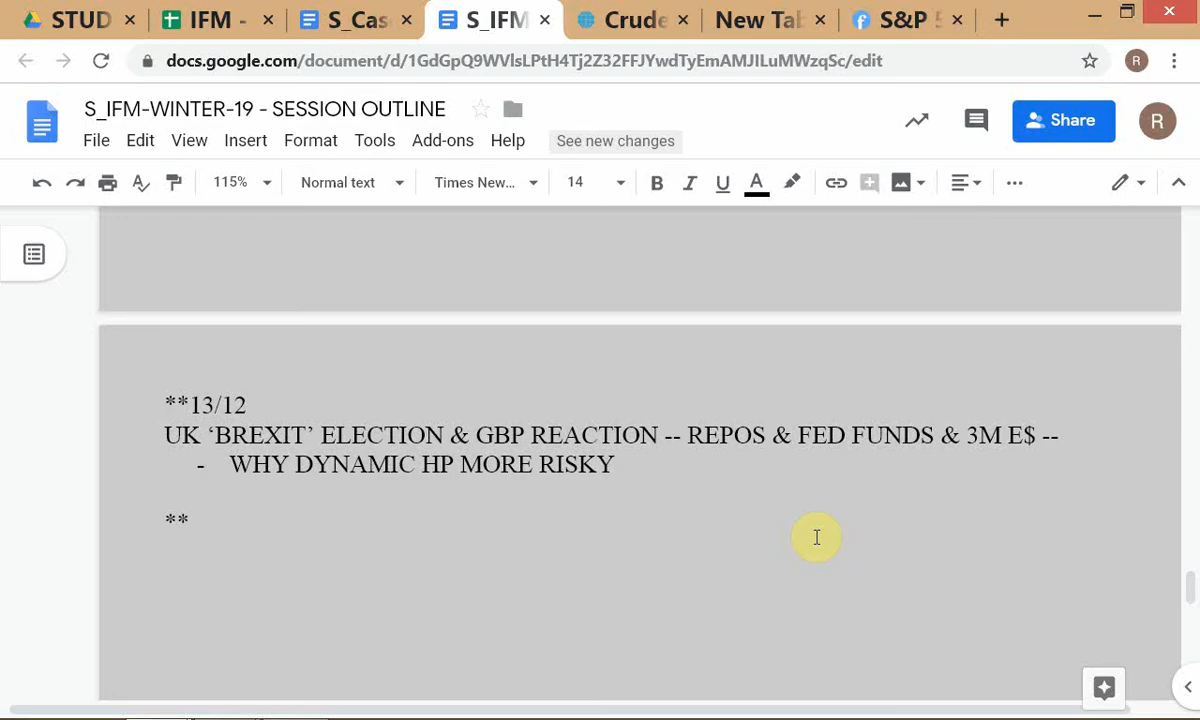 STUD
IFM -
S_Cas
S_IFM
Crude
New Ta
S&P 5
docs.google.com/document/d/1GdGpQ9WVlsLPtH4Tj2Z32FFJYwdTyEmAMJILuMWzqSc/edit
R
S_IFM-WINTER-19 - SESSION OUTLINE
File Edit View Insert Format Tools Add-ons Help See new changes
Share
R
115% Normal text Times New... 14 B I U A
**13/12
UK ‘BREXIT’ ELECTION & GBP REACTION -- REPOS & FED FUNDS & 3M E$ --
- WHY DYNAMIC HP MORE RISKY
**